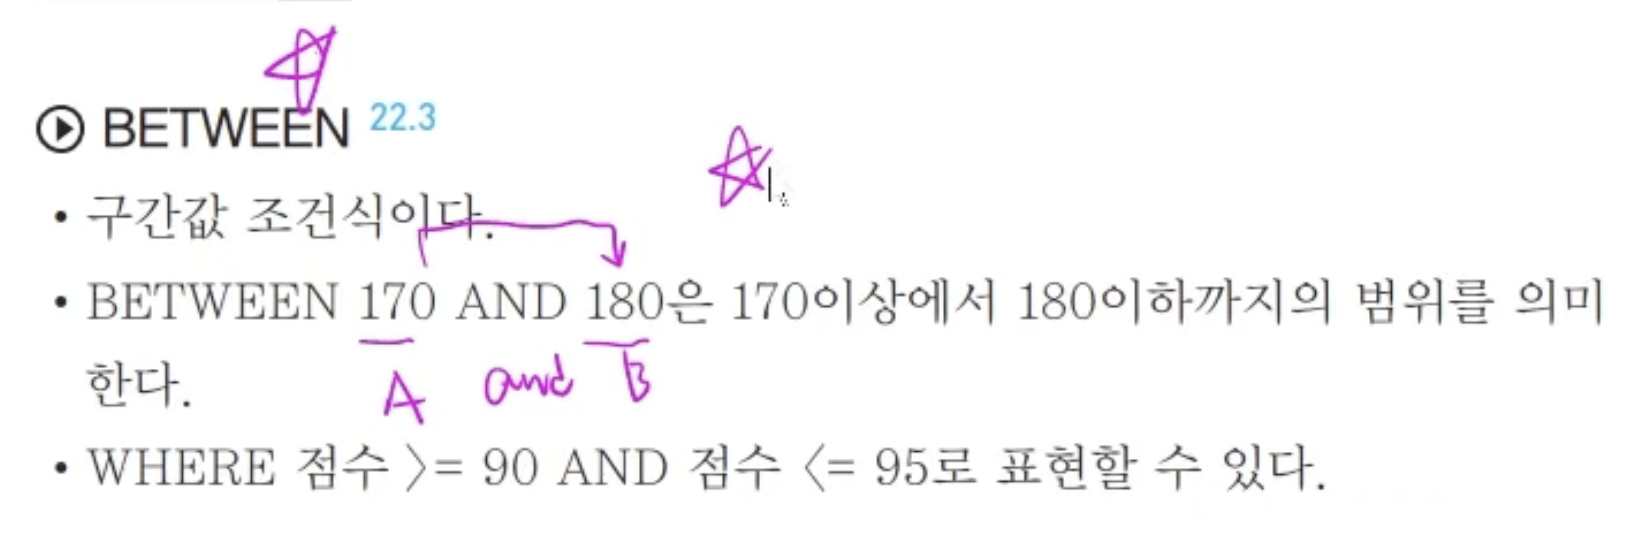 BETWEEN 22.3
• 구간값 조건식이다.
• BETWEEN 170 AND 180은 170이상에서 180이하까지의 범위를 의미
한다.
A and B
• WHERE 점수 >= 90 AND 점수 <= 95로 표현할 수 있다.